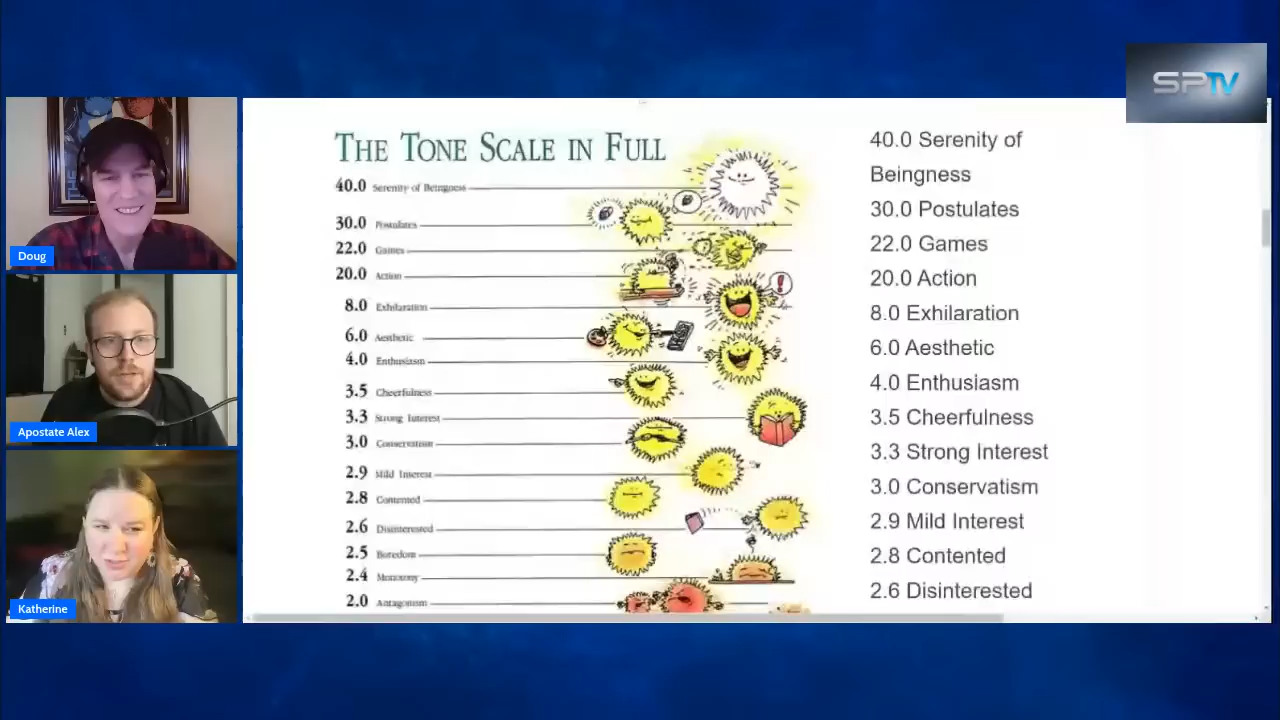 SPTV
Doug
Apostate Alex
Katherine
THE TONE SCALE IN FULL
40.0 Serenity of Beingness
30.0 Postulates
22.0 Games
20.0 Action
8.0 Exhilaration
6.0 Aesthetic
4.0 Enthusiasm
3.5 Cheerfulness
3.3 Strong Interest
3.0 Conservatism
2.9 Mild Interest
2.8 Contented
2.6 Disinterested
2.5 Boredom
2.4 Monotony
2.0 Antagonism
40.0 Serenity of
Beingness
30.0 Postulates
22.0 Games
20.0 Action
8.0 Exhilaration
6.0 Aesthetic
4.0 Enthusiasm
3.5 Cheerfulness
3.3 Strong Interest
3.0 Conservatism
2.9 Mild Interest
2.8 Contented
2.6 Disinterested